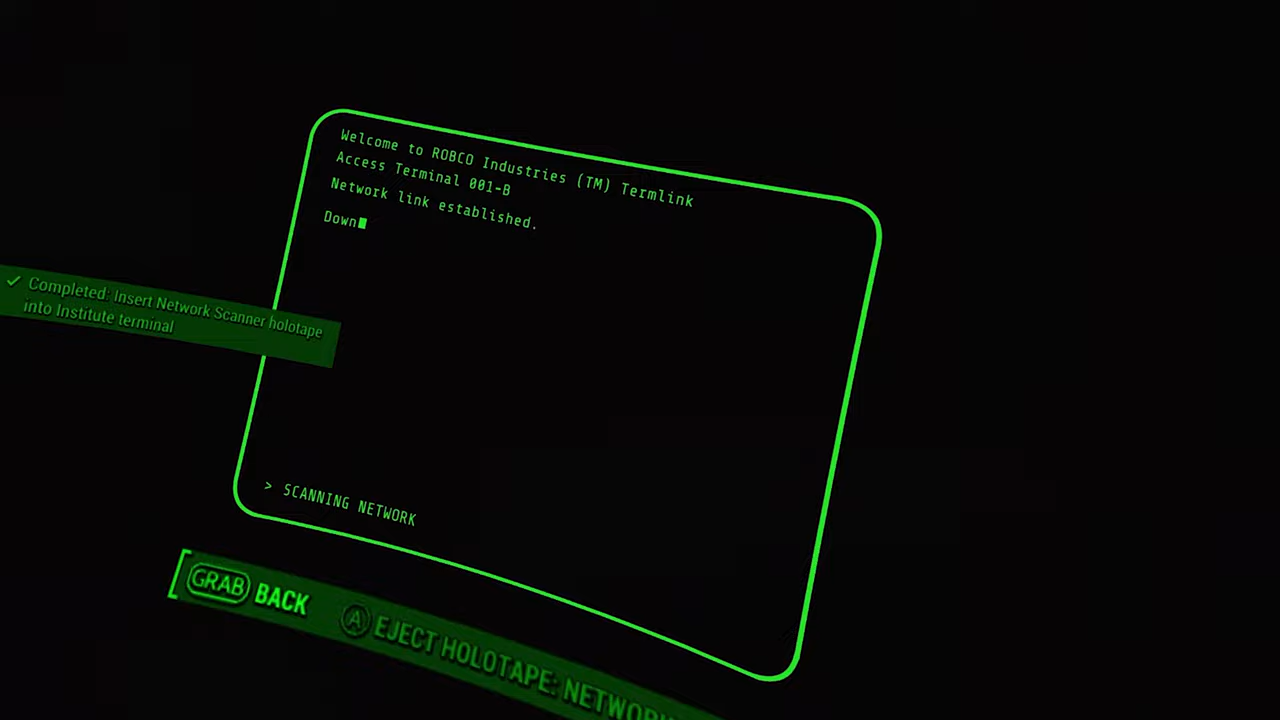 Welcome to ROBCO Industries (TM) Termlink
Access Terminal 001-B
Network link established.
Down
✓ Completed: Insert Network Scanner holotape
into Institute terminal
> SCANNING NETWORK
GRAB BACK A EJECT HOLOTAPE: NETWORK